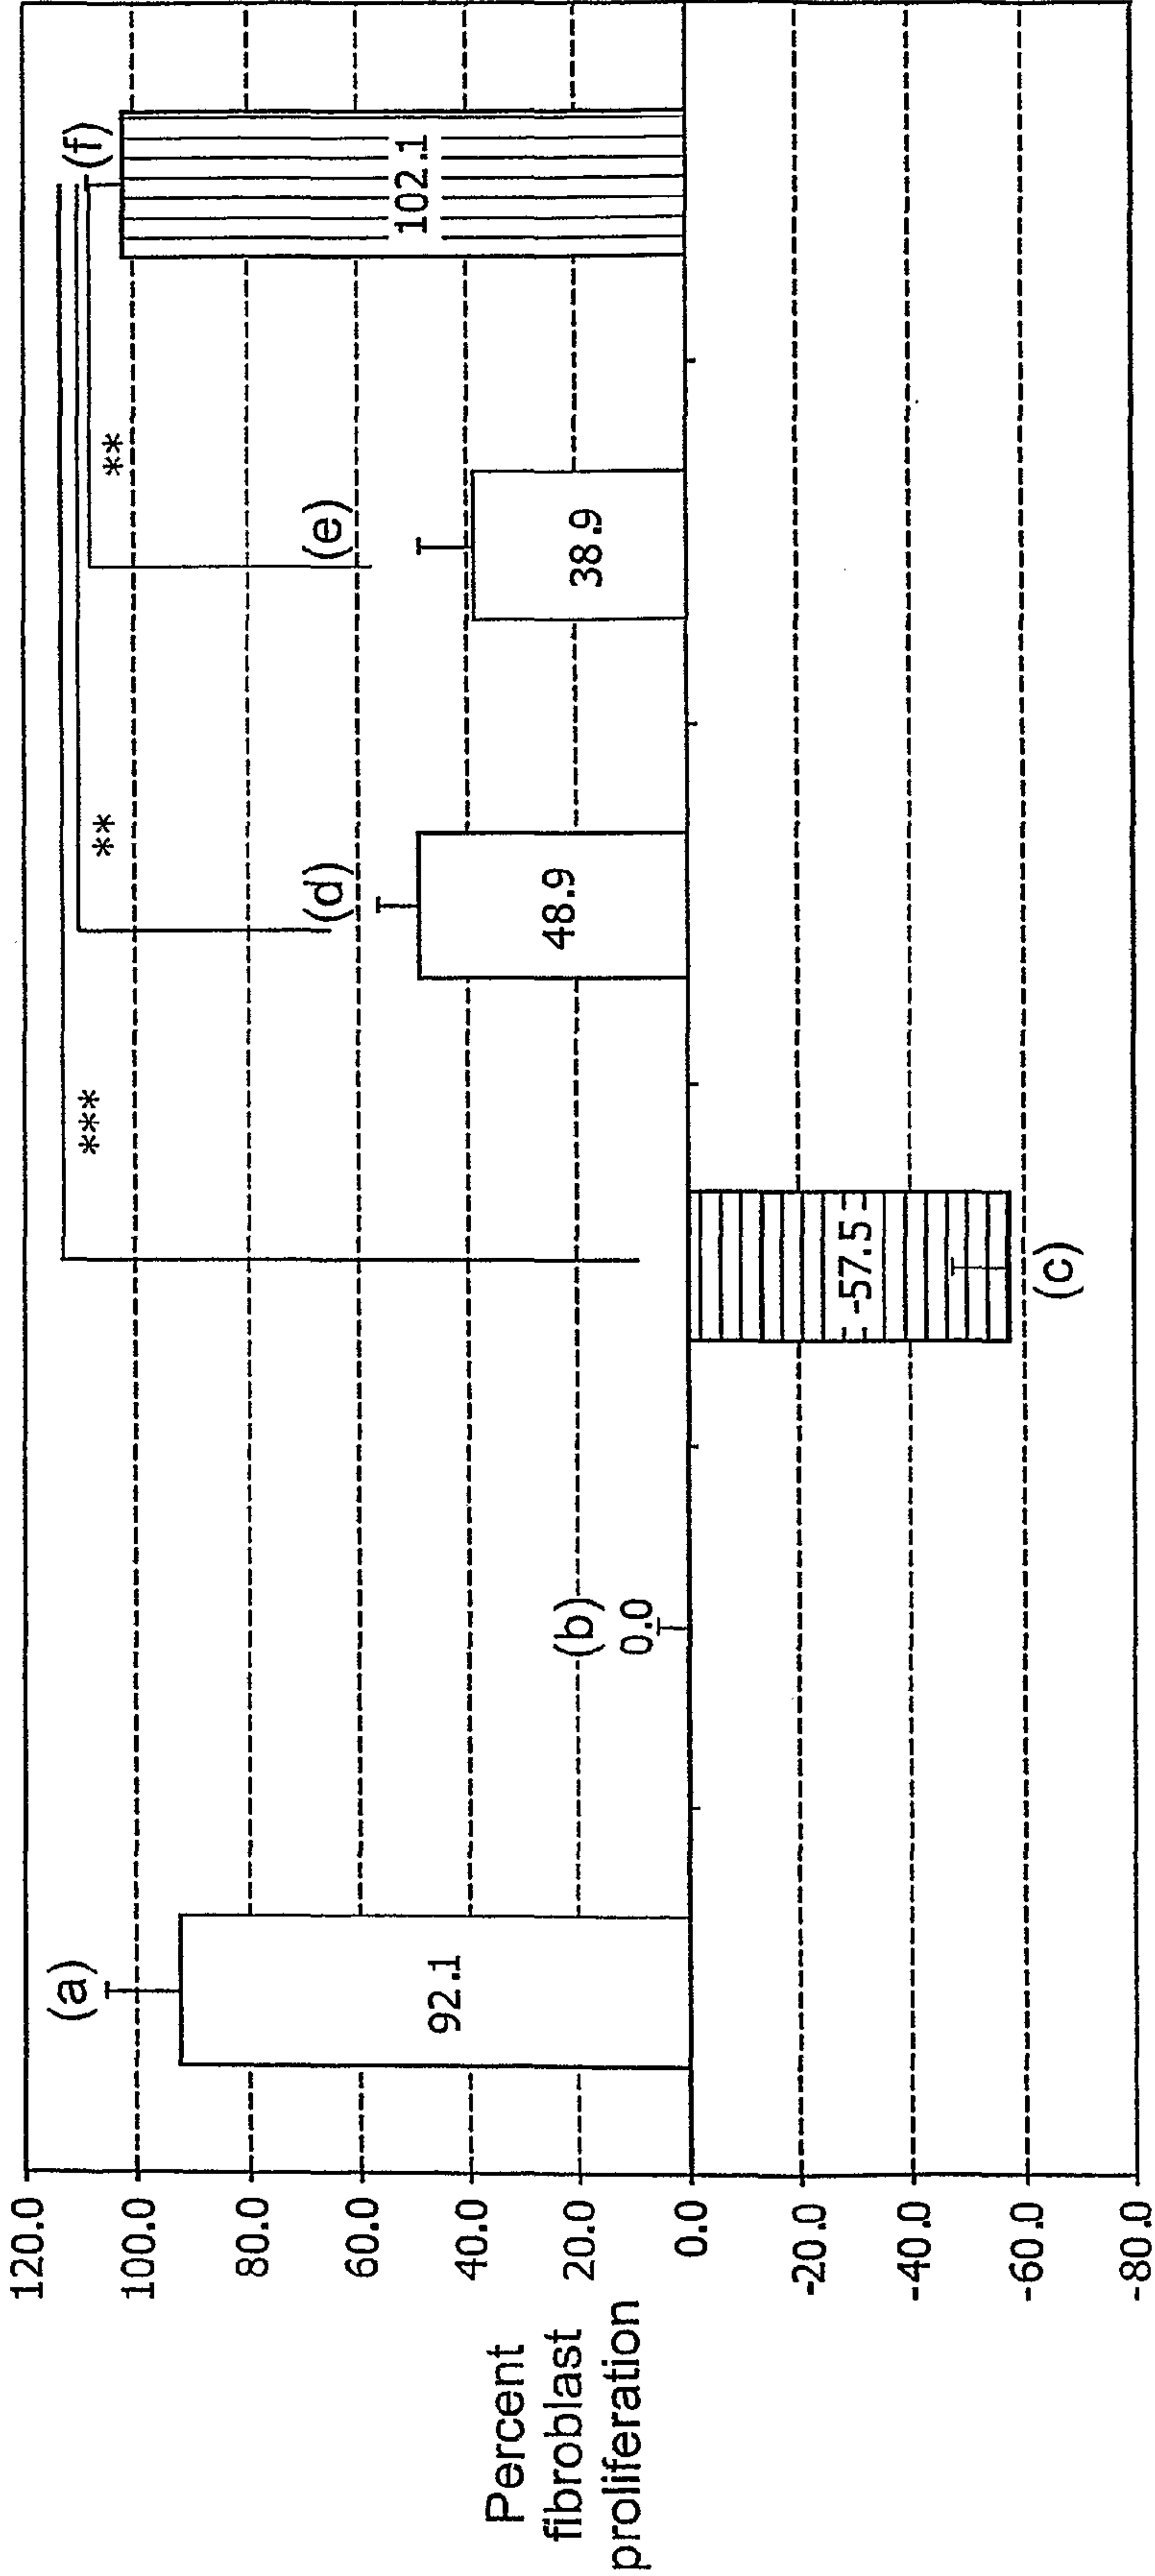 Percent
fibroblast
proliferation
120.0
100.0
80.0
60.0
40.0
20.0
0.0
-20.0
-40.0
-60.0
-80.0
(a)
92.1
(b)
0.0
(c)
-57.5
(d)
48.9
(e)
38.9
(f)
102.1
***
**
**